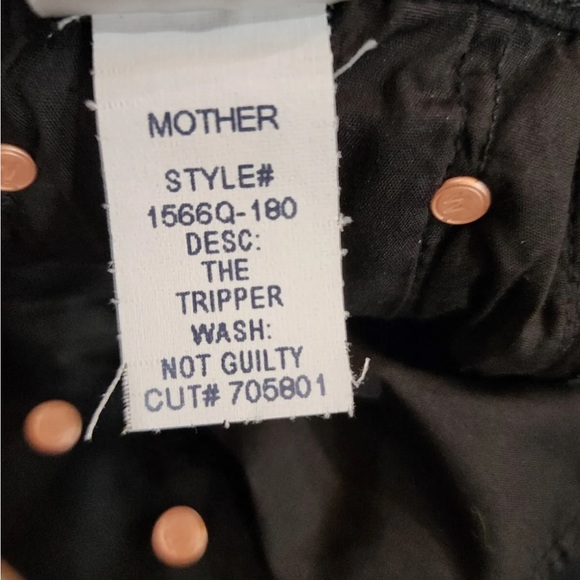 MOTHER
STYLE#
1566Q-180
DESC:
THE
TRIPPER
WASH:
NOT GUILTY
CUT# 705801